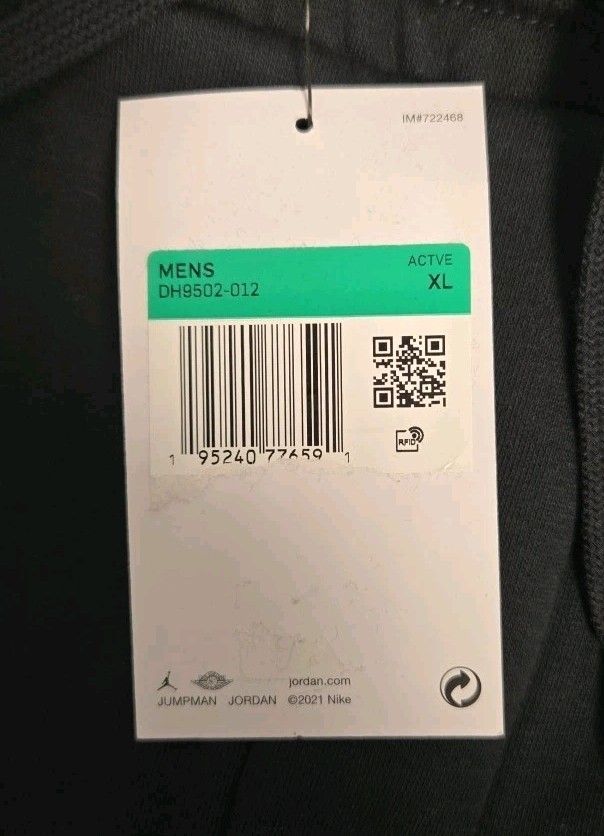 IM#722468
MENS
ACTVE
DH9502-012
XL
RFID
1 95240 77659 1
jordan.com
JUMPMAN JORDAN ©2021 Nike